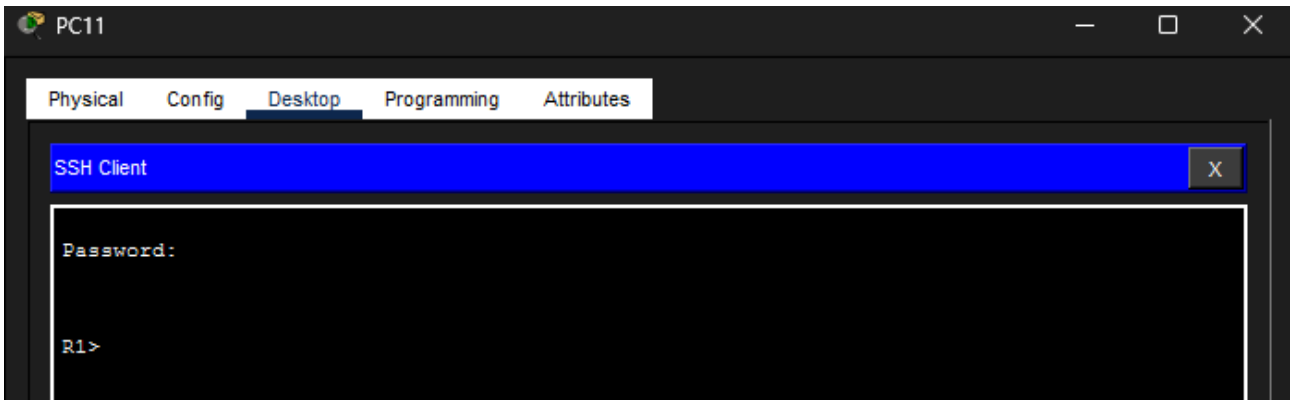 PC11
Physical Config Desktop Programming Attributes
SSH Client X
Password:
R1>